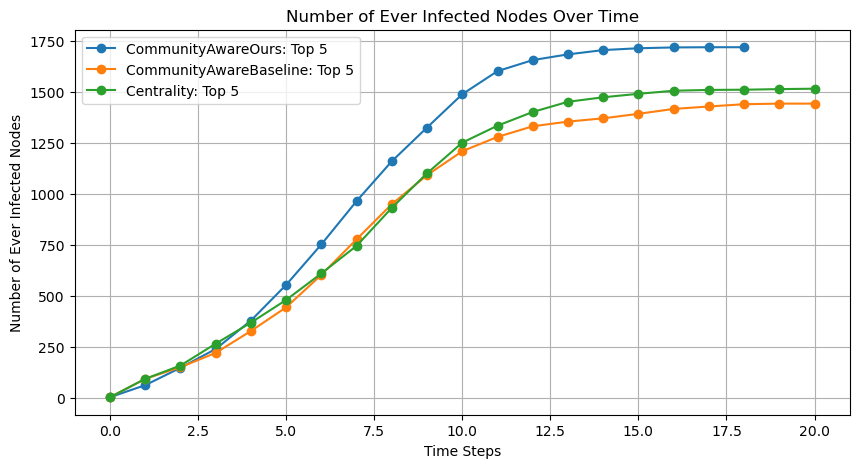 Number of Ever Infected Nodes Over Time
CommunityAwareOurs: Top 5
CommunityAwareBaseline: Top 5
Centrality: Top 5
Number of Ever Infected Nodes
1750
1500
1250
1000
750
500
250
0
0.0 2.5 5.0 7.5 10.0 12.5 15.0 17.5 20.0
Time Steps